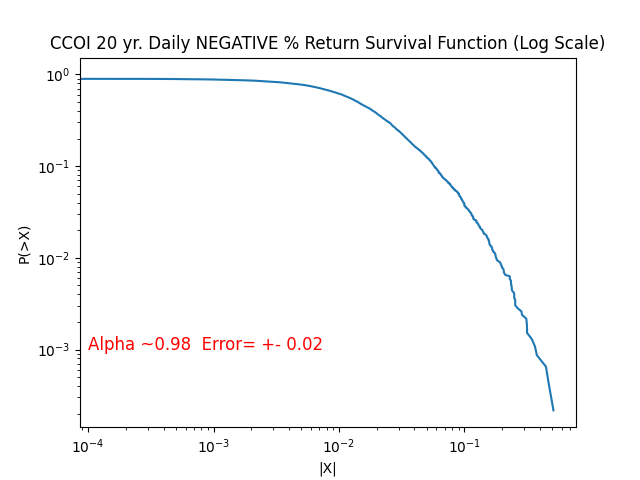 CCOI 20 yr. Daily NEGATIVE % Return Survival Function (Log Scale)
10⁰
10⁻¹
10⁻²
10⁻³
P(>X)
Alpha ~0.98  Error= +- 0.02
10⁻⁴ 10⁻³ 10⁻² 10⁻¹
|X|